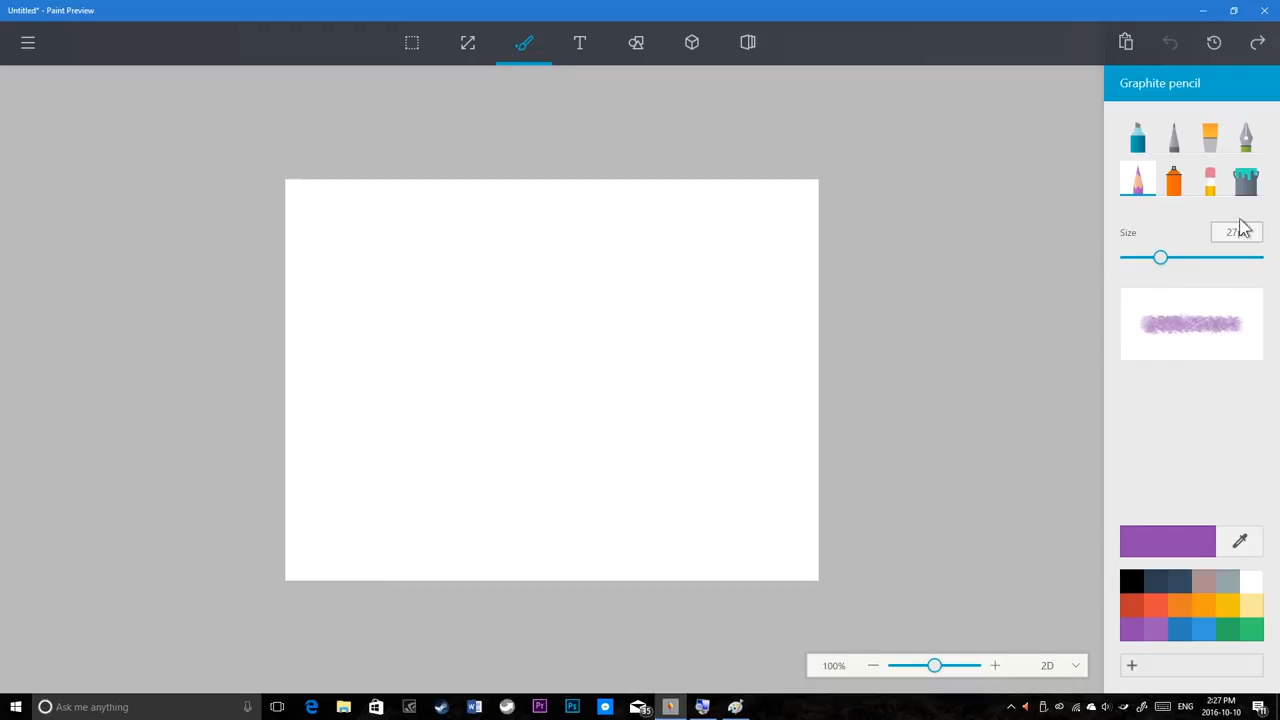 Untitled* - Paint Preview
Graphite pencil
Size
100%
2D
Ask me anything
ENG
2:27 PM
2016-10-10